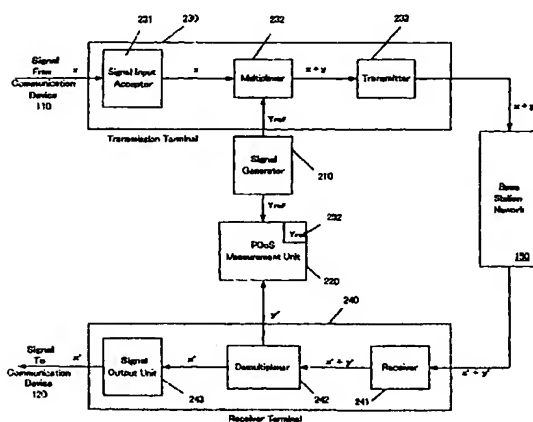 231
230
232
233
Signal
From
Communication
Device
110
x
Signal Input
Acceptor
x
Multiplexer
x + y
Transmitter
x + y
Transmission Terminal
Yref
Signal
Generator
210
Yref
232
Yref
PQoS
Measurement Unit
220
Base
Station
Network
150
y'
240
Signal
To
Communication
Device
120
x'
Signal
Output Unit
x'
Demultiplexer
x' + y'
Receiver
x' + y'
243
242
241
Receiver Terminal